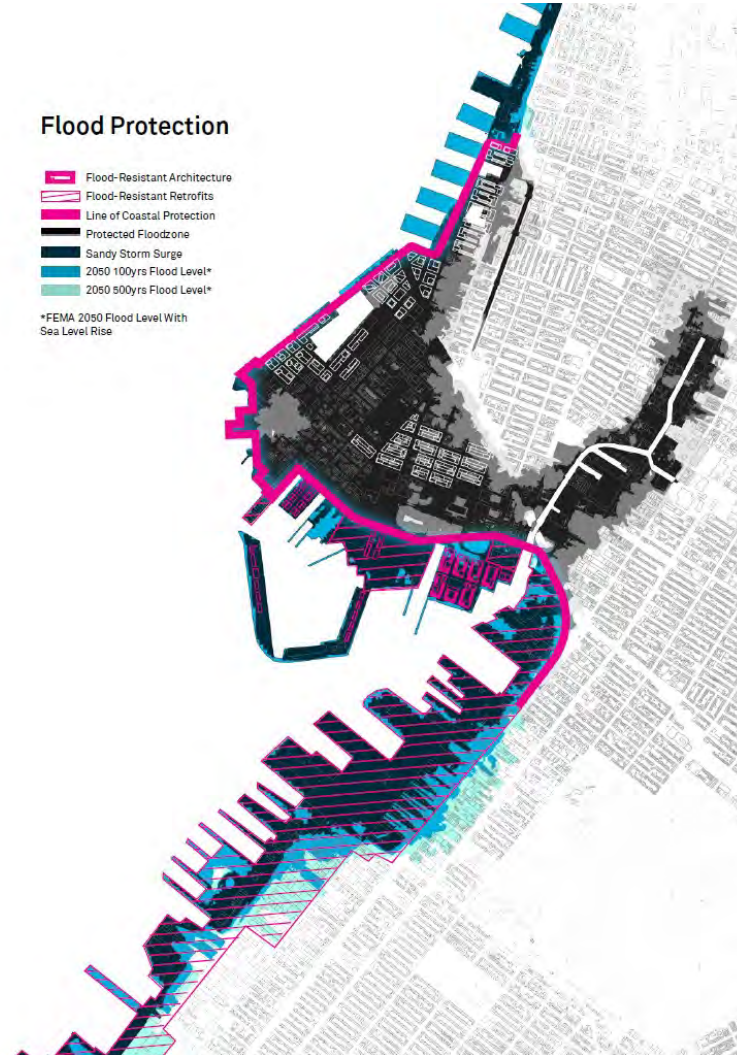 Flood Protection
Flood-Resistant Architecture
Flood-Resistant Retrofits
Line of Coastal Protection
Protected Floodzone
Sandy Storm Surge
2050 100yrs Flood Level*
2050 500yrs Flood Level*
*FEMA 2050 Flood Level With
Sea Level Rise